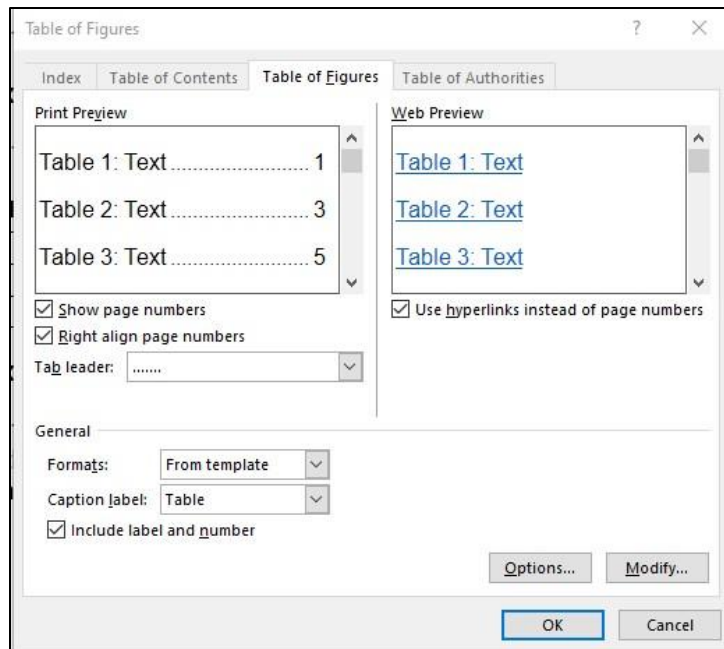 Table of Figures ? ×
Index Table of Contents Table of Figures Table of Authorities
Print Preview
Table 1: Text ................................ 1
Table 2: Text ................................ 3
Table 3: Text ................................ 5
Show page numbers
Right align page numbers
Tab leader: .......
Web Preview
Table 1: Text
Table 2: Text
Table 3: Text
Use hyperlinks instead of page numbers
General
Formats: From template
Caption label: Table
Include label and number
Options... Modify...
OK Cancel